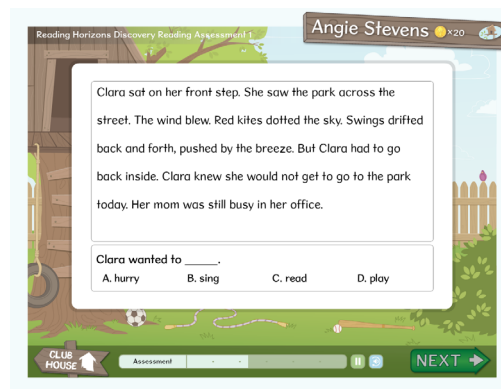 Reading Horizons Discovery Reading Assessment 1
Angie Stevens ×20
Clara sat on her front step. She saw the park across the
street. The wind blew. Red kites dotted the sky. Swings drifted
back and forth, pushed by the breeze. But Clara had to go
back inside. Clara knew she would not get to go to the park
today. Her mom was still busy in her office.
Clara wanted to _____.
A. hurry B. sing C. read D. play
CLUB
HOUSE
Assessment
NEXT